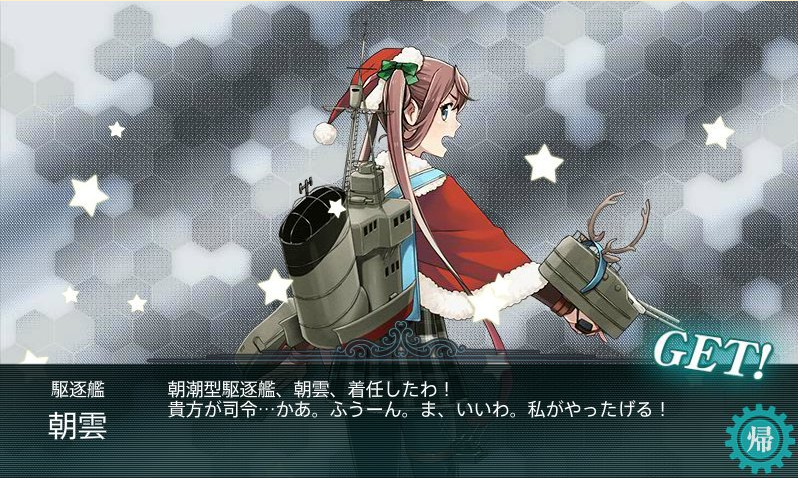 GET!
駆逐艦
朝雲
朝潮型駆逐艦、朝雲、着任したわ！
貴方が司令…かあ。ふうーん。ま、いいわ。私がやったげる！
帰